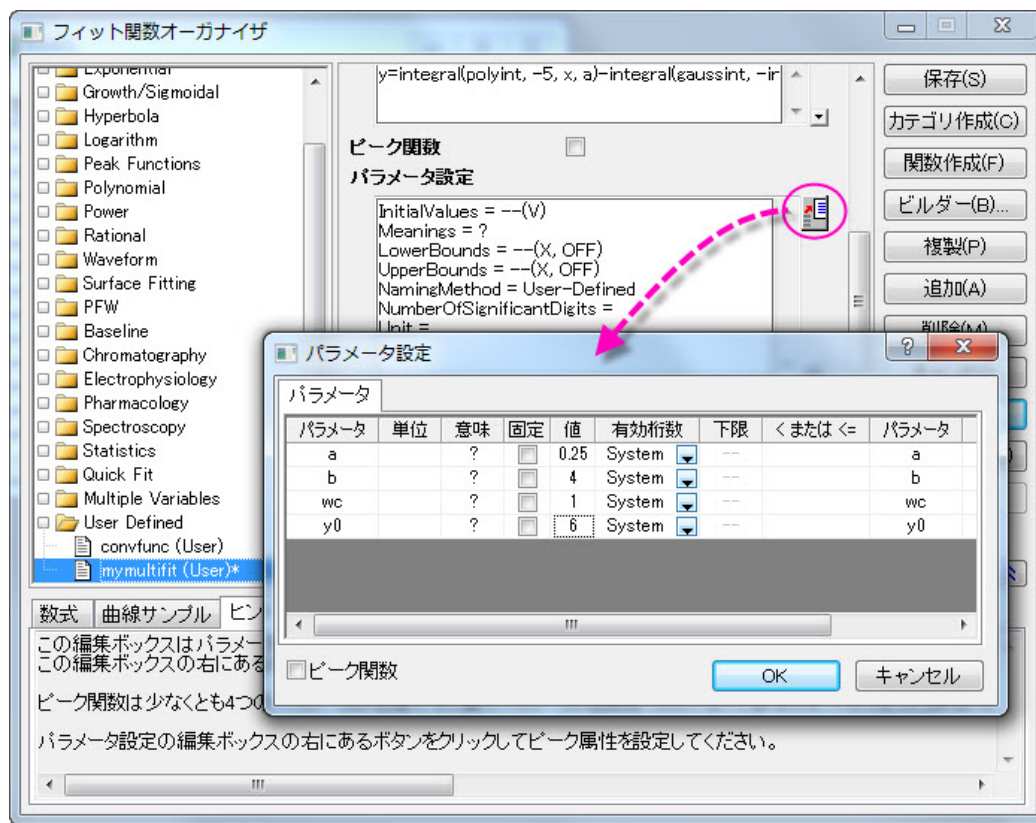 フィット関数オーガナイザ
Exponential
Growth/Sigmoidal
Hyperbola
Logarithm
Peak Functions
Polynomial
Power
Rational
Waveform
Surface Fitting
PFW
Baseline
Chromatography
Electrophysiology
Pharmacology
Spectroscopy
Statistics
Quick Fit
Multiple Variables
User Defined
convfunc (User)
mymultifit (User)*
y=integral(polyint, -5, x, a)-integral(gaussint, -in
ピーク関数
パラメータ設定
InitialValues = --(V)
Meanings = ?
LowerBounds = --(X, OFF)
UpperBounds = --(X, OFF)
NamingMethod = User-Defined
NumberOfSignificantDigits =
Unit =
保存(S)
カテゴリ作成(C)
関数作成(F)
ビルダー(B)...
複製(P)
追加(A)
削除(M)
パラメータ設定
パラメータ
パラメータ 単位 意味 固定 値 有効桁数 下限 < または <= パラメータ
a ? 0.25 System -- a
b ? 4 System -- b
wc ? 1 System -- wc
y0 ? 6 System -- y0
ピーク関数
OK
キャンセル
数式
曲線サンプル
ヒン
この編集ボックスはパラメー
この編集ボックスの右にある
ピーク関数は少なくとも4つの
パラメータ設定の編集ボックスの右にあるボタンをクリックしてピーク属性を設定してください。